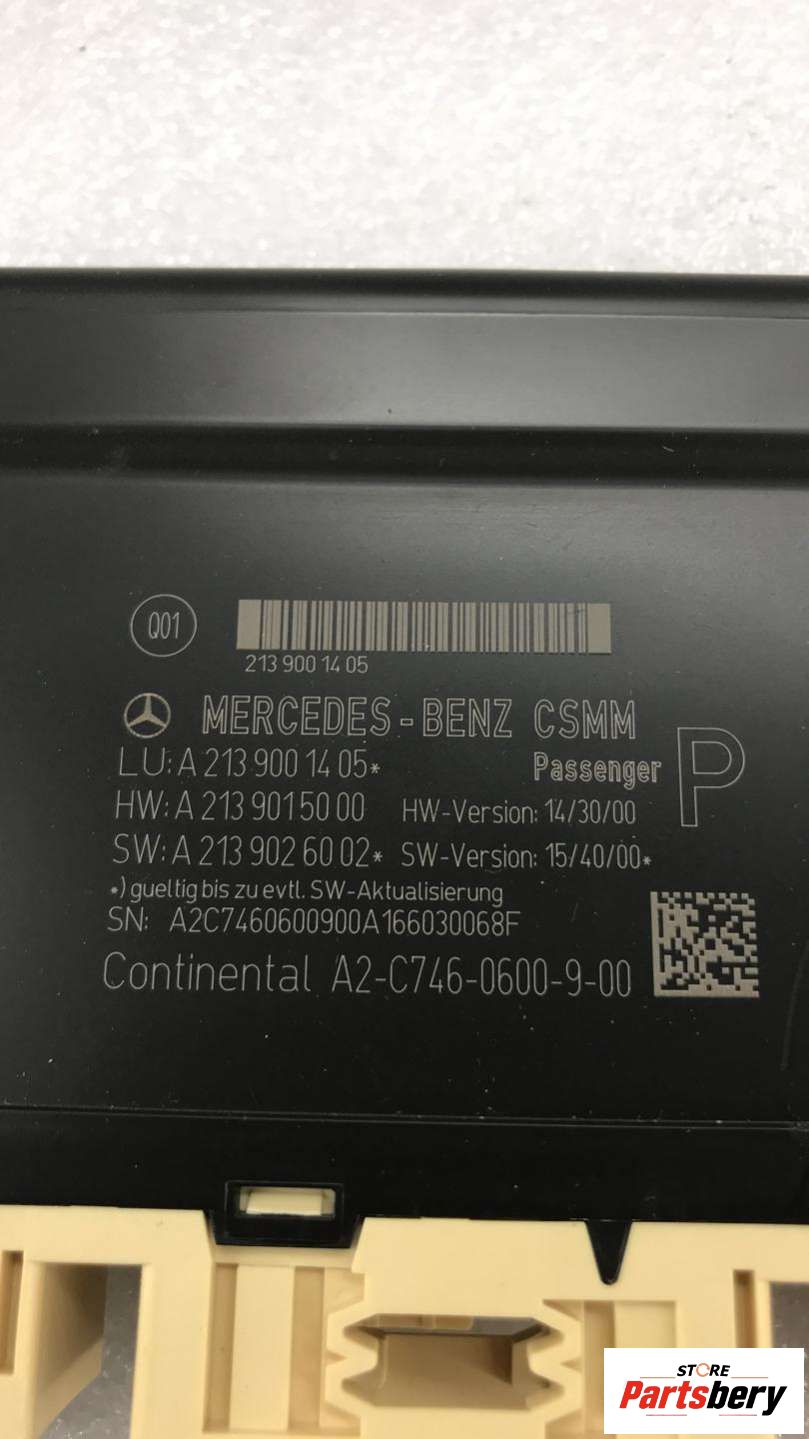 Q01
213 900 14 05
MERCEDES-BENZ CSMM
LU: A 213 900 14 05*
Passenger P
HW: A 213 901 50 00 HW-Version: 14/30/00
SW: A 213 902 60 02* SW-Version: 15/40/00*
*) gueltig bis zu evtl. SW-Aktualisierung
SN: A2C7460600900A166030068F
Continental A2-C746-0600-9-00
STORE
Partsbery